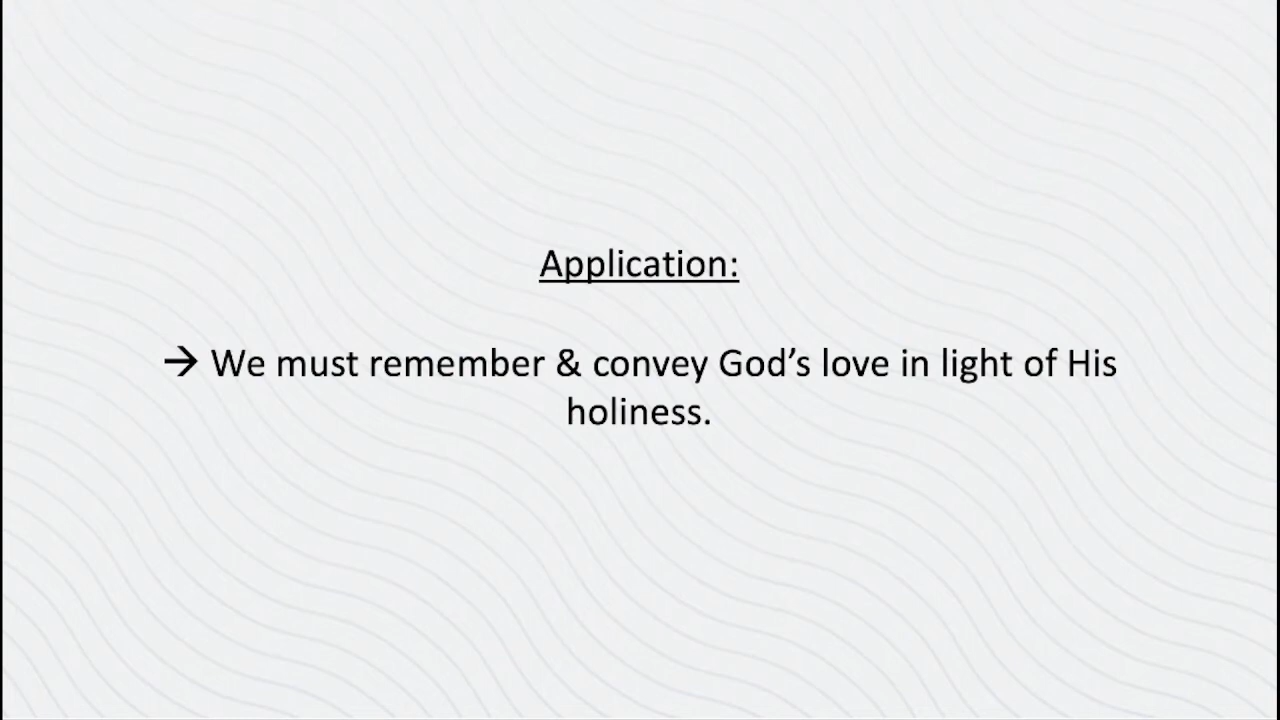 Application:
→ We must remember & convey God’s love in light of His
holiness.